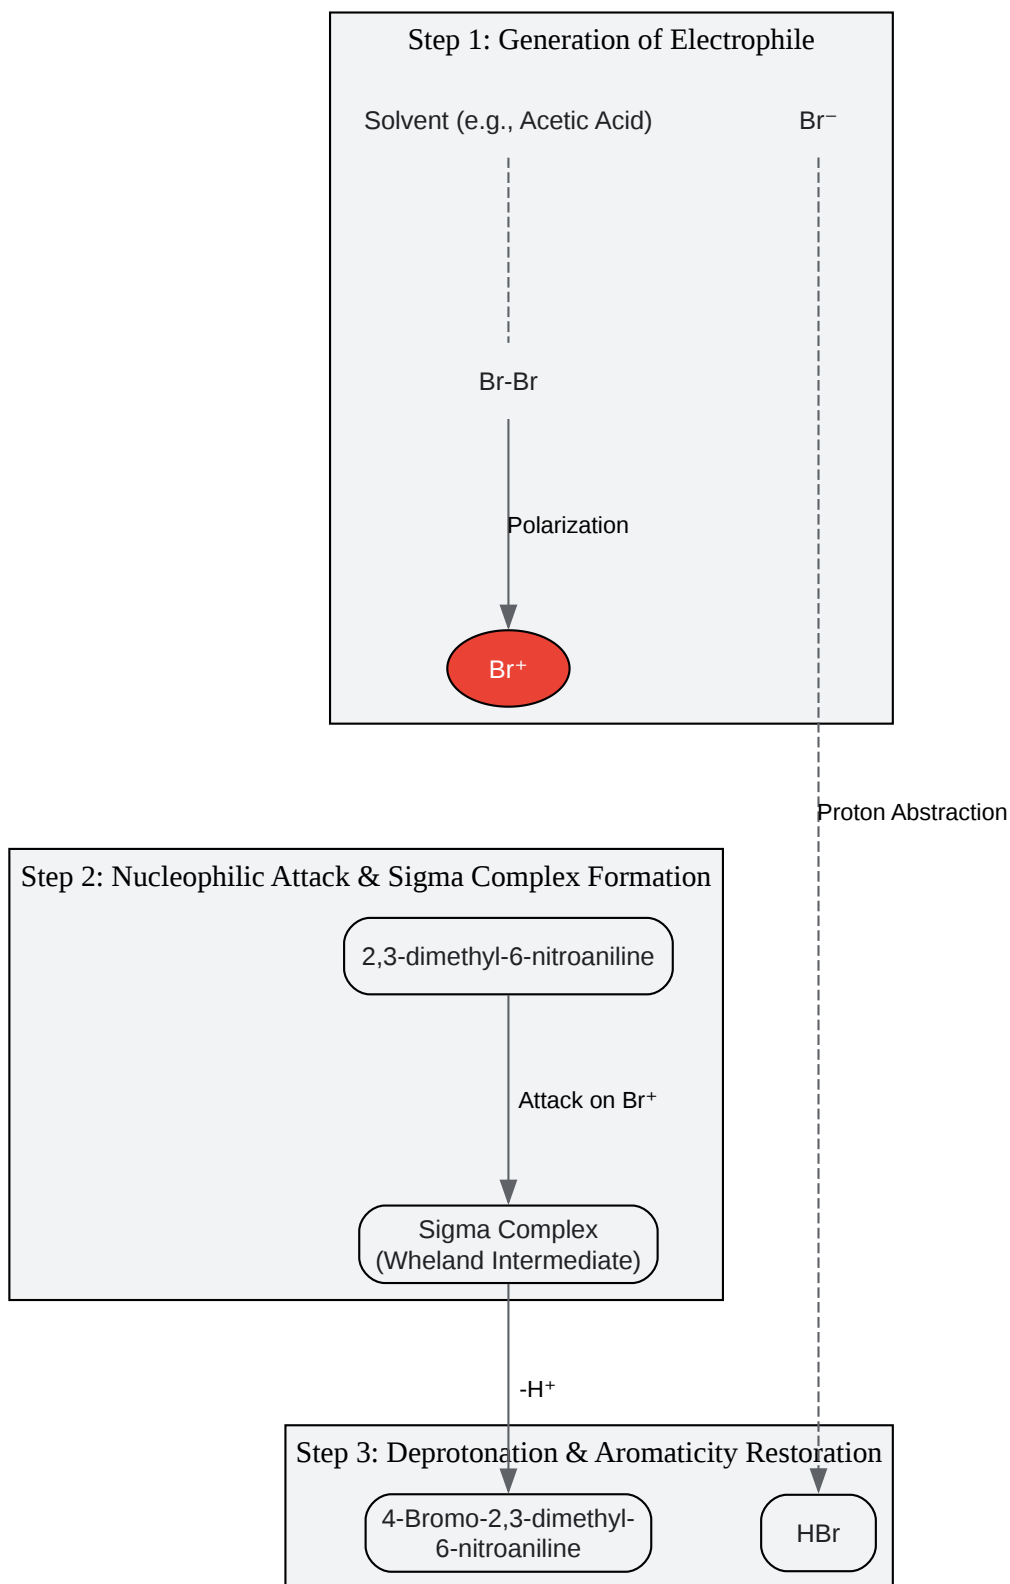 Step 1: Generation of Electrophile
Solvent (e.g., Acetic Acid)
Br⁻
Br-Br
Polarization
Br⁺
Proton Abstraction
Step 2: Nucleophilic Attack & Sigma Complex Formation
2,3-dimethyl-6-nitroaniline
Attack on Br⁺
Sigma Complex
(Wheland Intermediate)
-H⁺
Step 3: Deprotonation & Aromaticity Restoration
4-Bromo-2,3-dimethyl-
6-nitroaniline
HBr